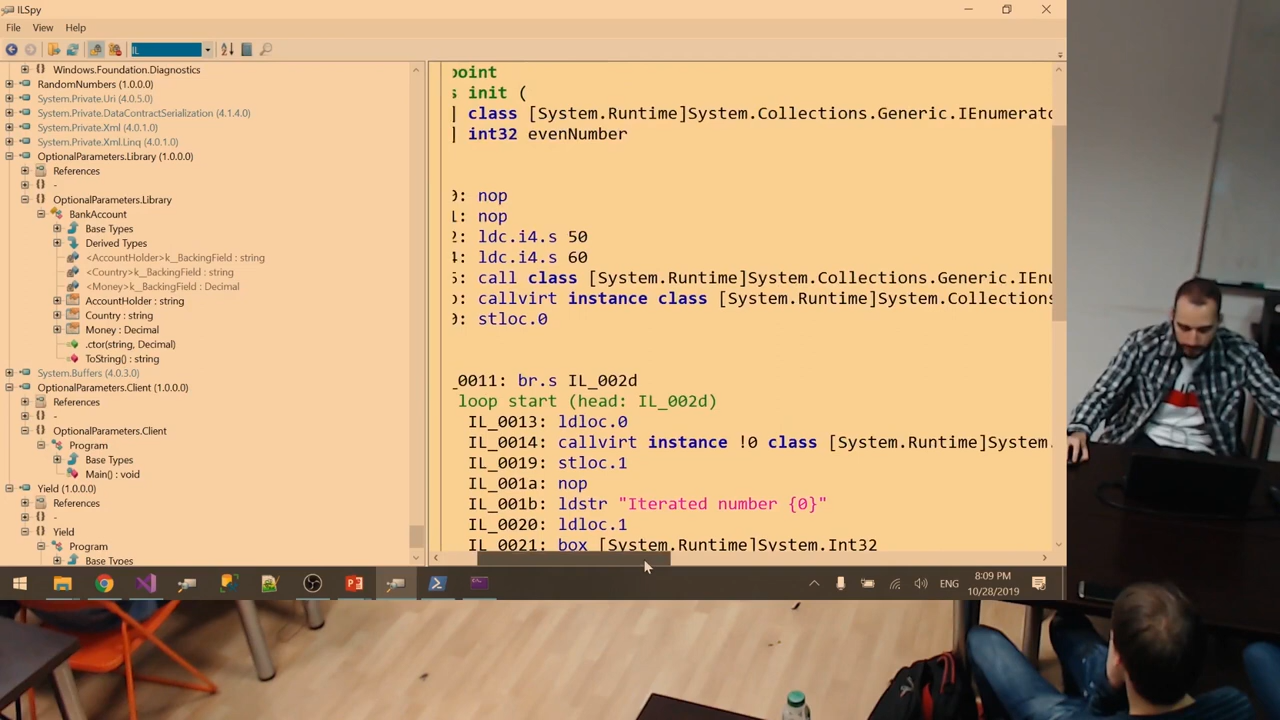 ILSpy
File View Help
IL
Windows.Foundation.Diagnostics
RandomNumbers (1.0.0.0)
System.Private.Uri (4.0.5.0)
System.Private.DataContractSerialization (4.1.4.0)
System.Private.Xml (4.0.1.0)
System.Private.Xml.Linq (4.0.1.0)
OptionalParameters.Library (1.0.0.0)
References
-
OptionalParameters.Library
BankAccount
Base Types
Derived Types
<AccountHolder>k__BackingField : string
<Country>k__BackingField : string
<Money>k__BackingField : Decimal
AccountHolder : string
Country : string
Money : Decimal
.ctor(string, Decimal)
ToString() : string
System.Buffers (4.0.3.0)
OptionalParameters.Client (1.0.0.0)
References
-
OptionalParameters.Client
Program
Base Types
Main() : void
Yield (1.0.0.0)
References
-
Yield
Program
Base Types
point
s init (
] class [System.Runtime]System.Collections.Generic.IEnumerato
] int32 evenNumber
0: nop
1: nop
2: ldc.i4.s 50
4: ldc.i4.s 60
6: call class [System.Runtime]System.Collections.Generic.IEnu
b: callvirt instance class [System.Runtime]System.Collections
0: stloc.0
_0011: br.s IL_002d
loop start (head: IL_002d)
IL_0013: ldloc.0
IL_0014: callvirt instance !0 class [System.Runtime]System.
IL_0019: stloc.1
IL_001a: nop
IL_001b: ldstr "Iterated number {0}"
IL_0020: ldloc.1
IL_0021: box [System.Runtime]System.Int32
ENG
8:09 PM
10/28/2019